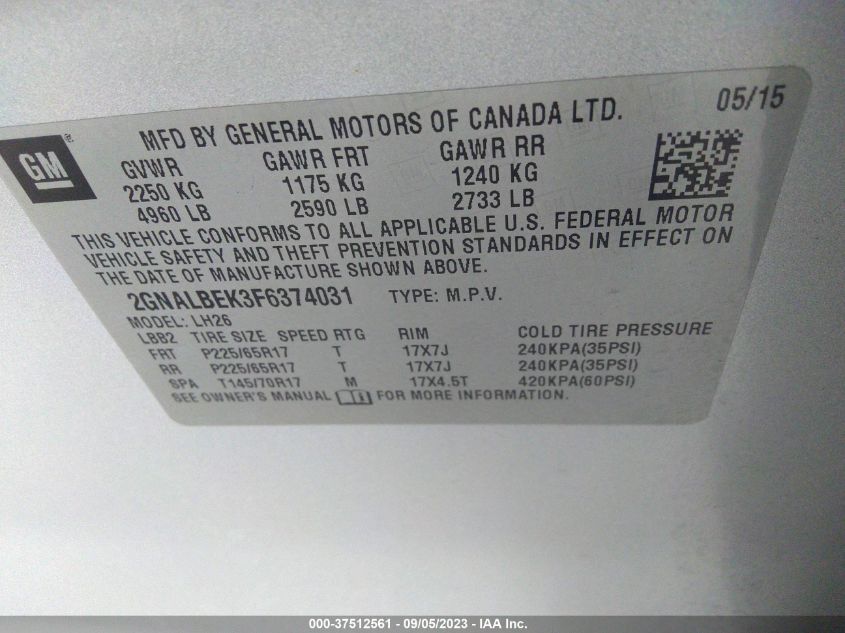 05/15
GM
MFD BY GENERAL MOTORS OF CANADA LTD.
GVWR GAWR FRT GAWR RR
2250 KG 1175 KG 1240 KG
4960 LB 2590 LB 2733 LB
THIS VEHICLE CONFORMS TO ALL APPLICABLE U.S. FEDERAL MOTOR
VEHICLE SAFETY AND THEFT PREVENTION STANDARDS IN EFFECT ON
THE DATE OF MANUFACTURE SHOWN ABOVE.
2GNALBEK3F6374031 TYPE: M.P.V.
MODEL: LH26
LBB2 TIRE SIZE SPEED RTG RIM COLD TIRE PRESSURE
FRT P225/65R17 T 17X7J 240KPA(35PSI)
RR P225/65R17 T 17X7J 240KPA(35PSI)
SPA T145/70R17 M 17X4.5T 420KPA(60PSI)
SEE OWNER'S MANUAL FOR MORE INFORMATION.
000-37512561 - 09/05/2023 - IAA Inc.